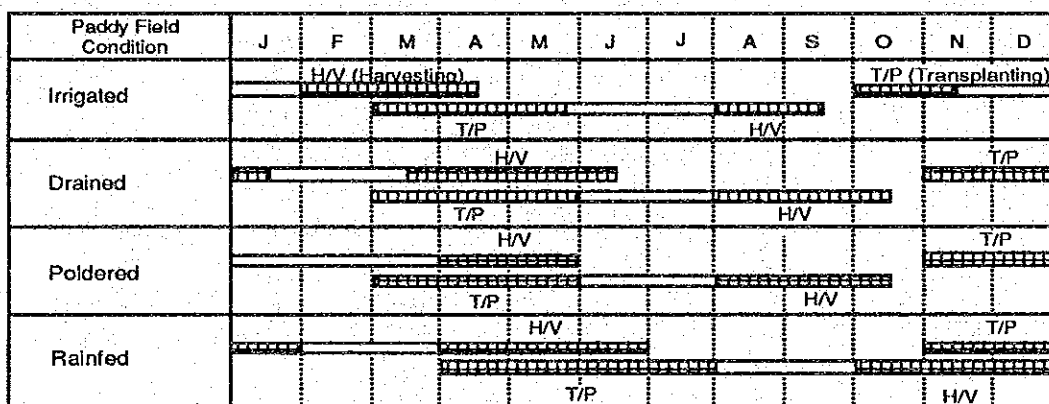 Paddy Field
Condition
J F M A M J J A S O N D
Irrigated
H/V (Harvesting)
T/P (Transplanting)
T/P
H/V
Drained
H/V
T/P
T/P
H/V
Poldered
H/V
T/P
T/P
H/V
Rainfed
H/V
T/P
T/P
H/V